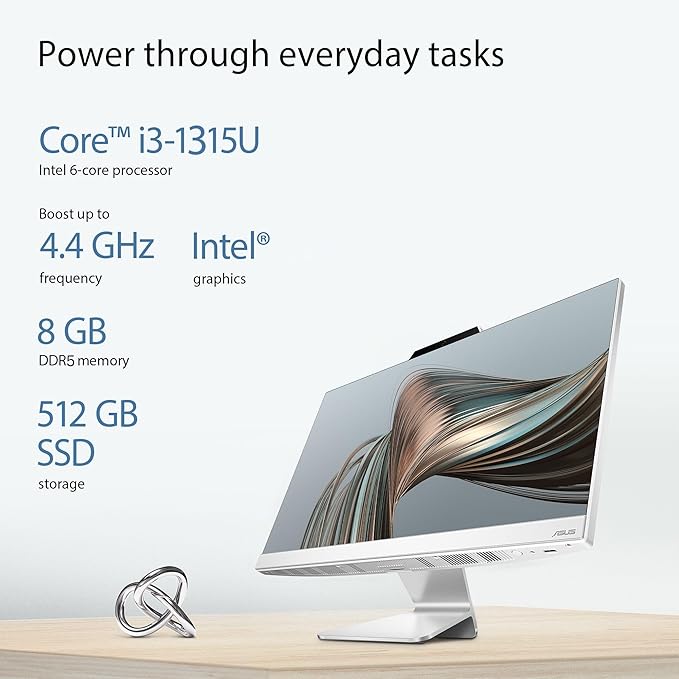 Power through everyday tasks
Core™ i3-1315U
Intel 6-core processor
Boost up to
4.4 GHz
frequency
Intel®
graphics
8 GB
DDR5 memory
512 GB
SSD
storage
ASUS